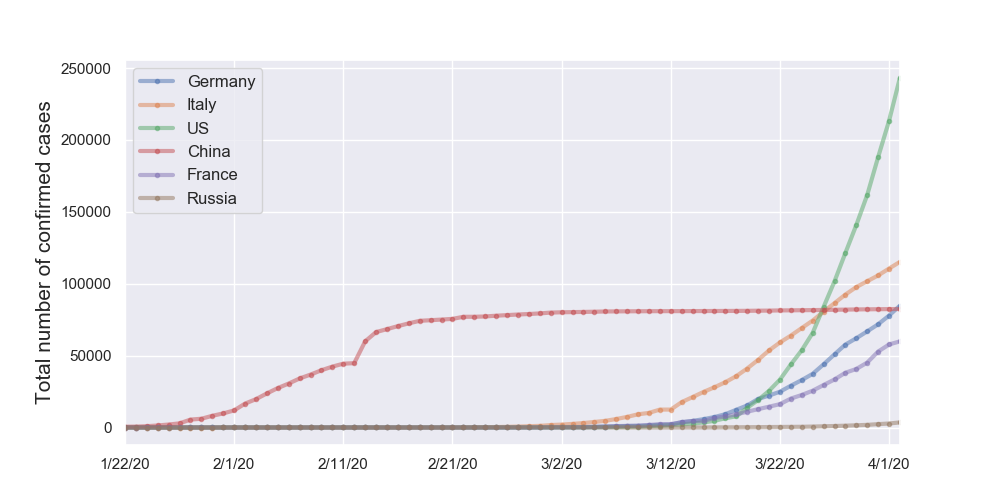 Total number of confirmed cases
250000
200000
150000
100000
50000
0
Germany
Italy
US
China
France
Russia
1/22/20 2/1/20 2/11/20 2/21/20 3/2/20 3/12/20 3/22/20 4/1/20